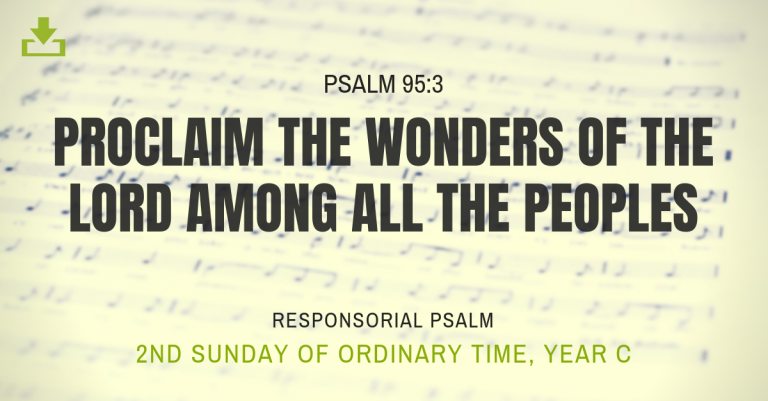 PSALM 95:3
PROCLAIM THE WONDERS OF THE
LORD AMONG ALL THE PEOPLES
RESPONSORIAL PSALM
2ND SUNDAY OF ORDINARY TIME, YEAR C